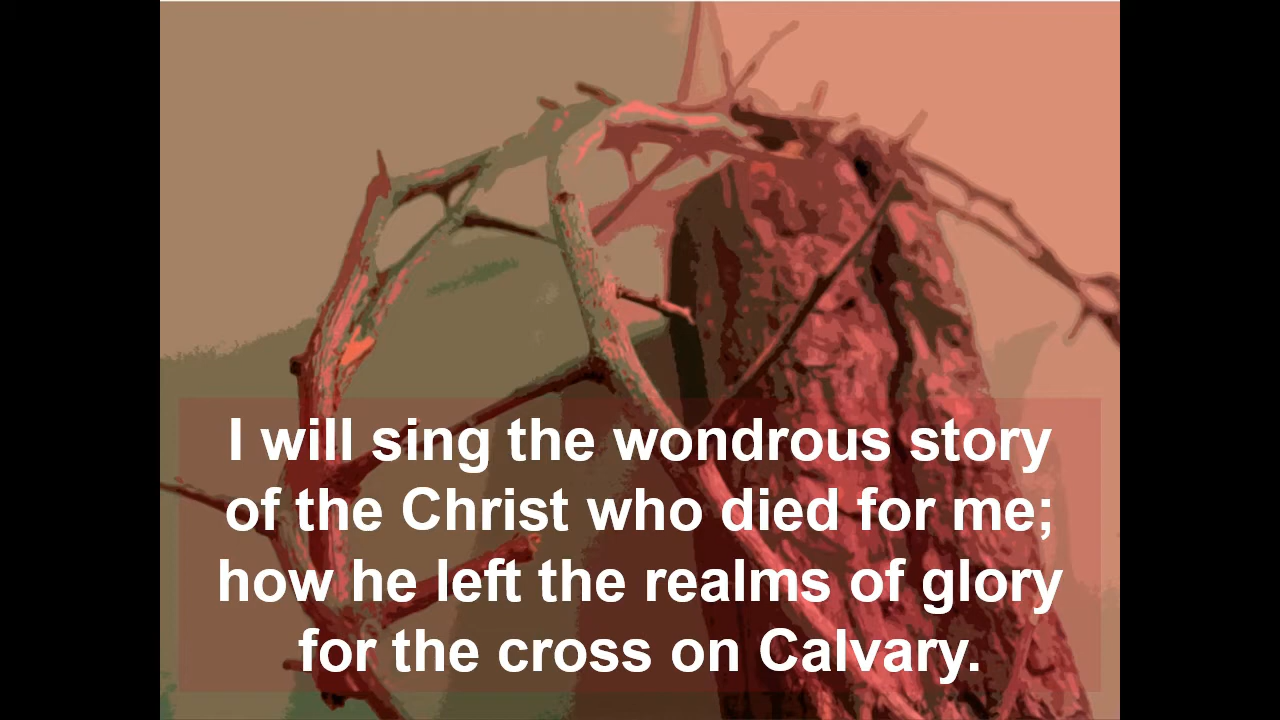 I will sing the wondrous story
of the Christ who died for me;
how he left the realms of glory
for the cross on Calvary.